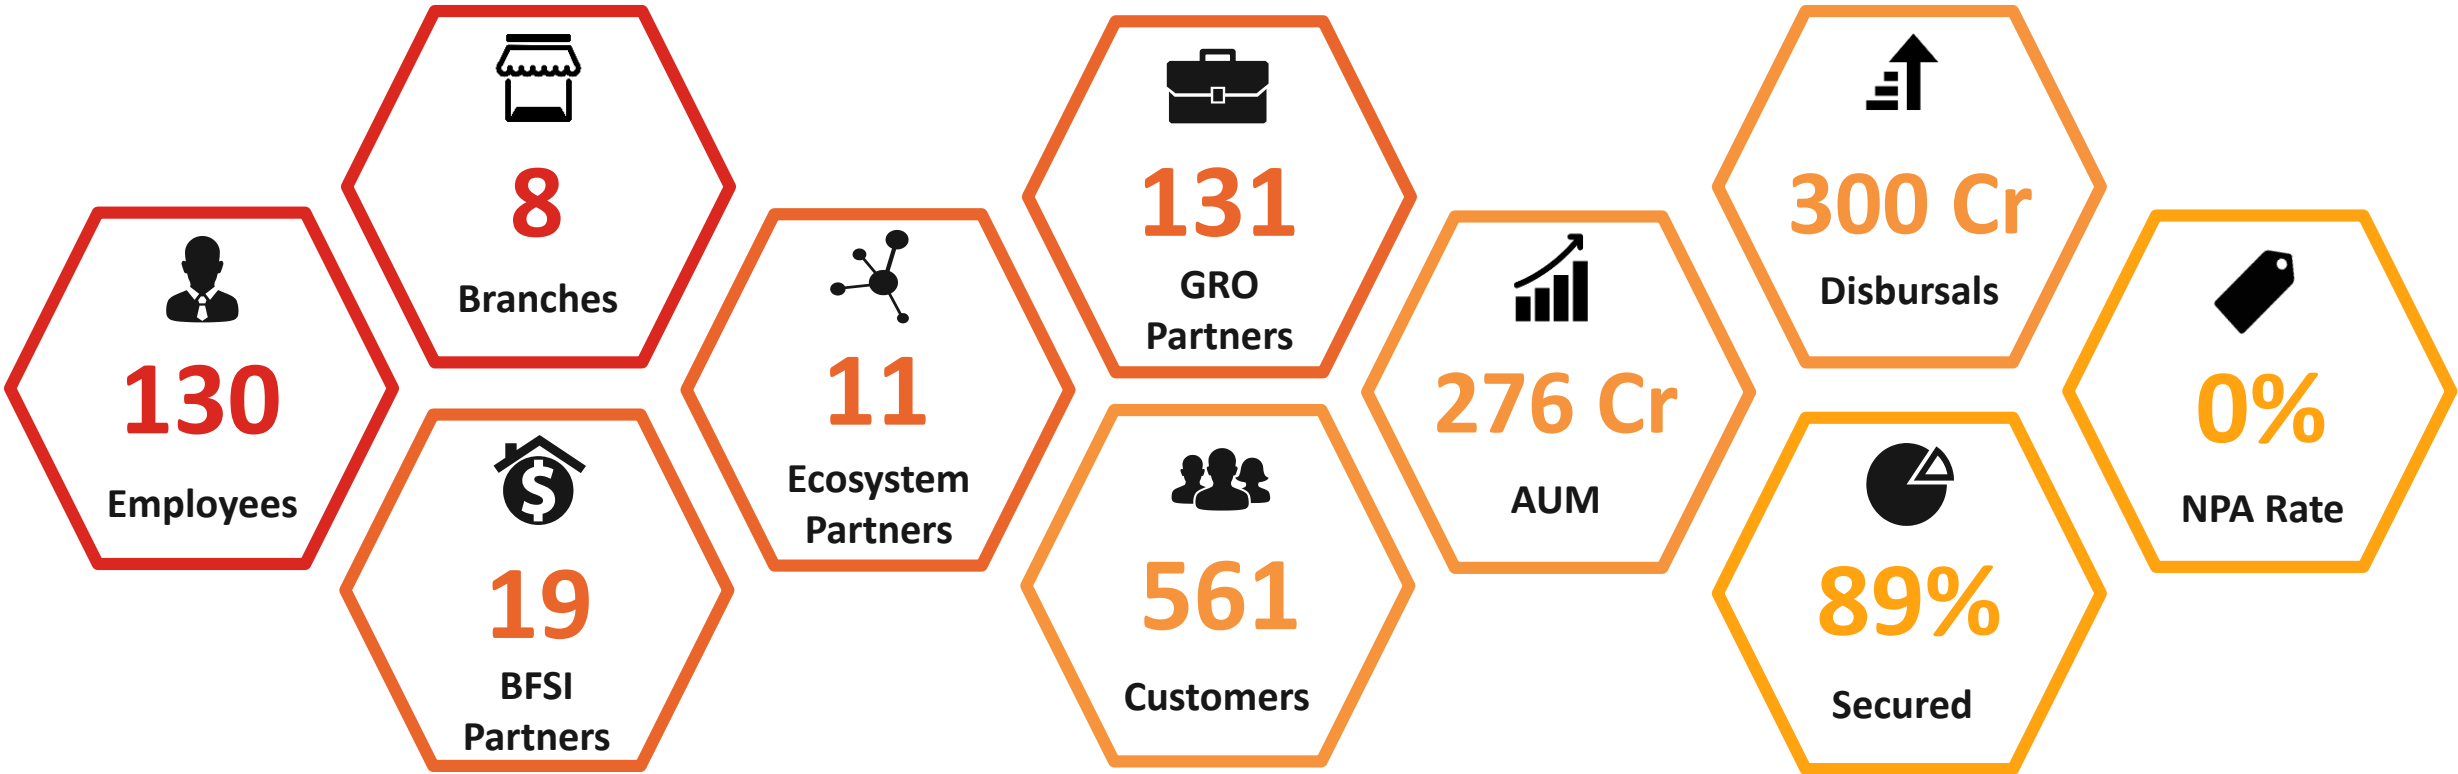 130
Employees
8
Branches
19
BFSI
Partners
11
Ecosystem
Partners
131
GRO
Partners
561
Customers
276 Cr
AUM
300 Cr
Disbursals
89%
Secured
0%
NPA Rate